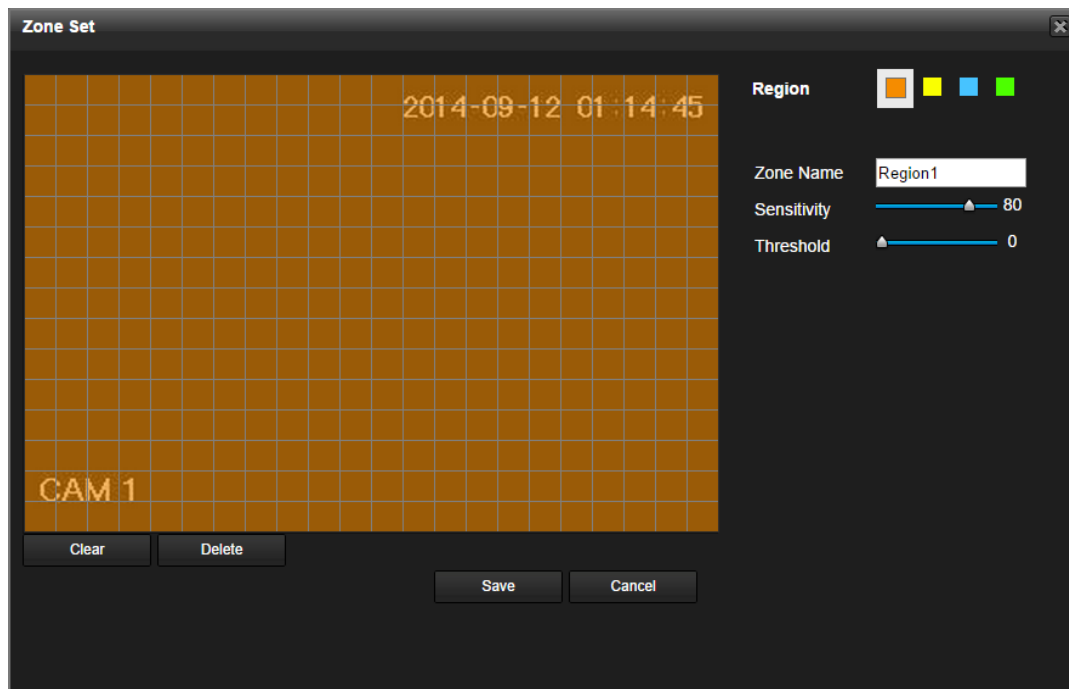 Zone Set
2014-09-12 01:14:45
Region
Zone Name Region1
Sensitivity 80
Threshold 0
CAM 1
Clear Delete
Save Cancel